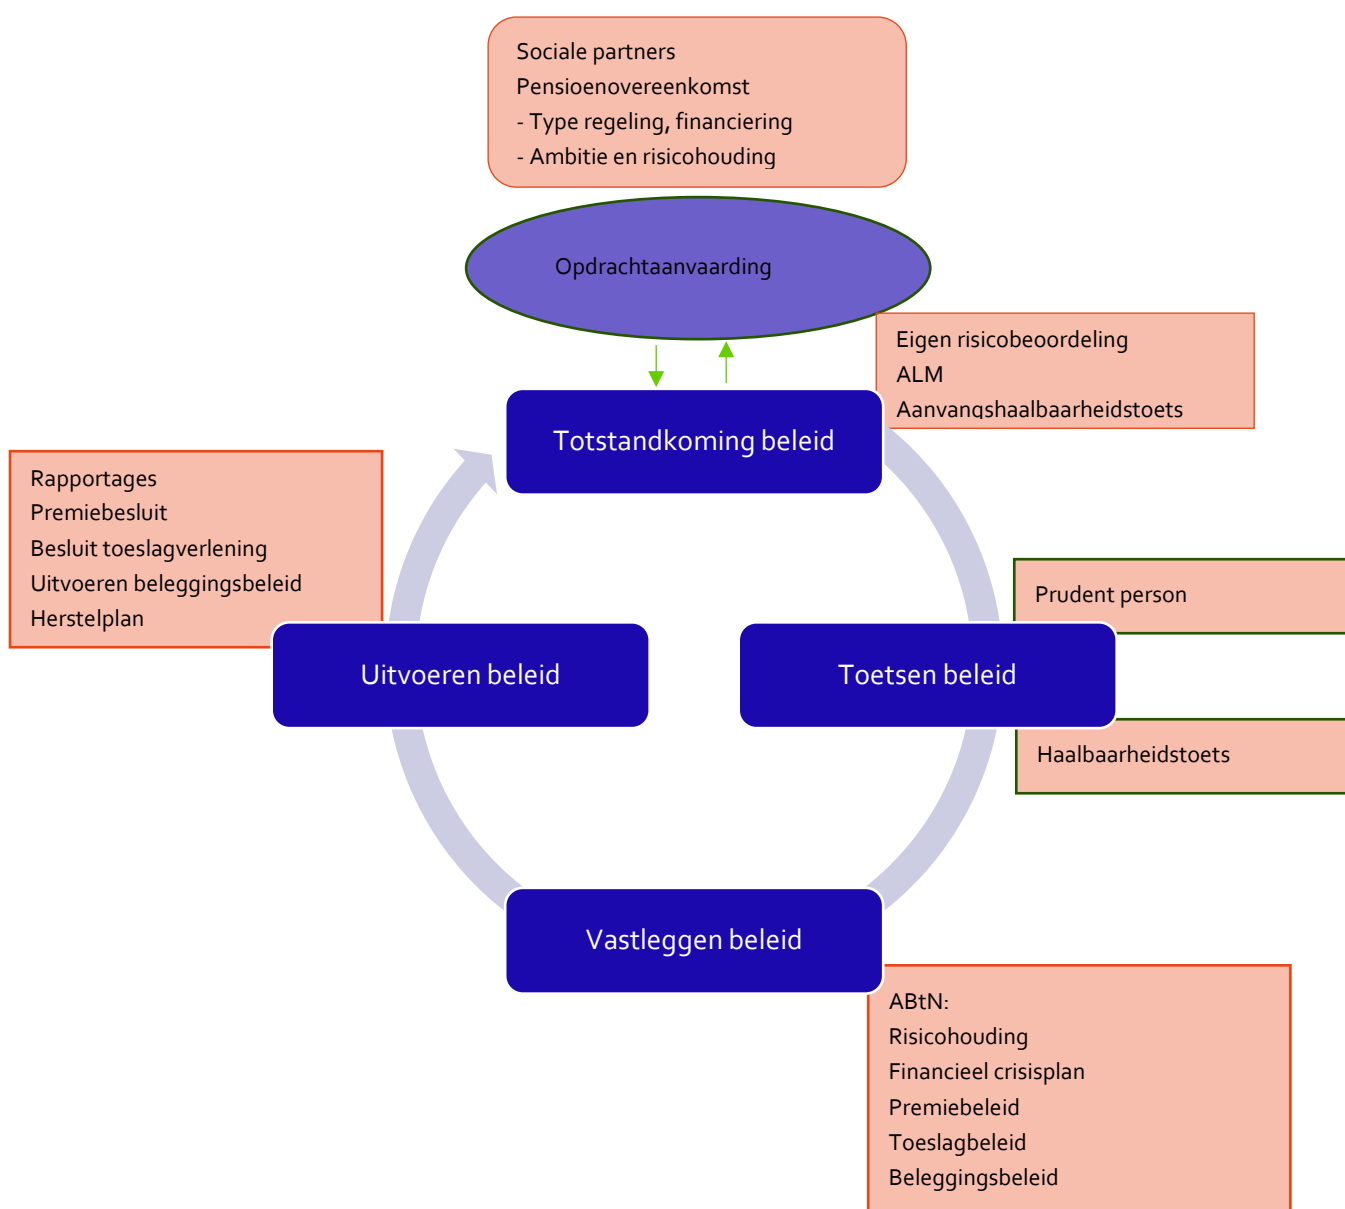 Sociale partners
Pensioenovereenkomst
- Type regeling, financiering
- Ambitie en risicohouding
Opdrachtaanvaarding
Eigen risicobeoordeling
ALM
Aanvangshaalbaarheidstoets
Totstandkoming beleid
Rapportages
Premiebesluit
Besluit toeslagverlening
Uitvoeren beleggingsbeleid
Herstelplan
Prudent person
Uitvoeren beleid
Toetsen beleid
Haalbaarheidstoets
Vastleggen beleid
ABtN:
Risicohouding
Financieel crisisplan
Premiebeleid
Toeslagbeleid
Beleggingsbeleid